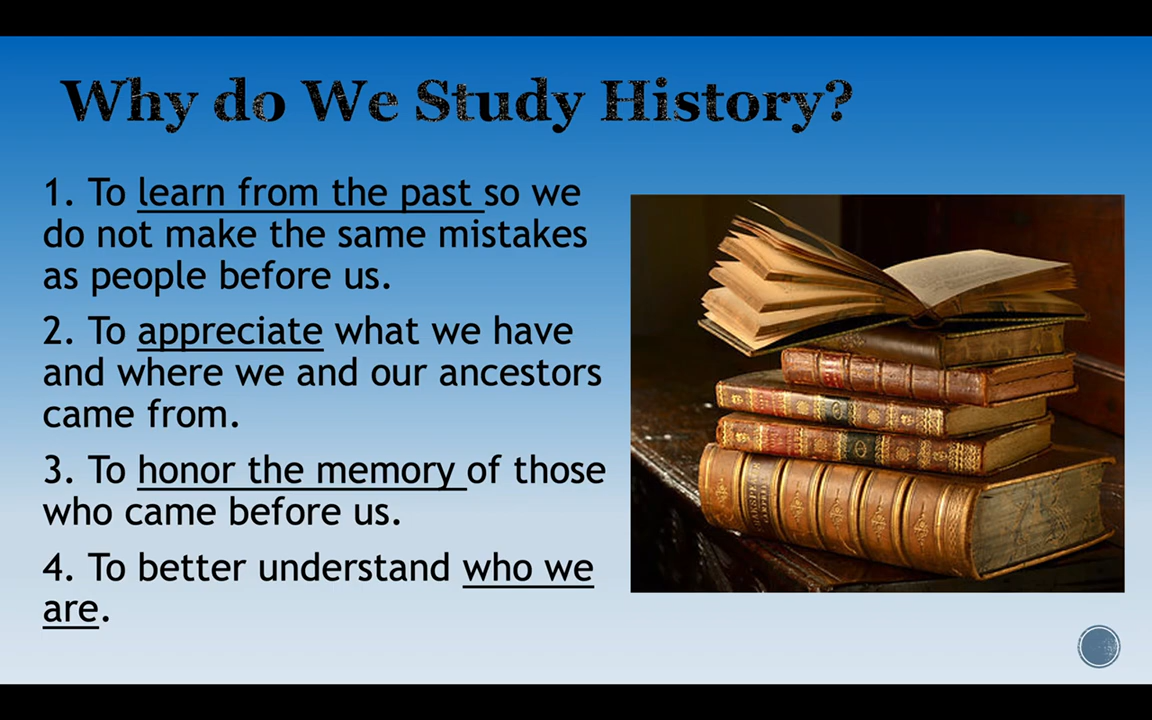 Why do We Study History?
1. To learn from the past so we
do not make the same mistakes
as people before us.
2. To appreciate what we have
and where we and our ancestors
came from.
3. To honor the memory of those
who came before us.
4. To better understand who we
are.